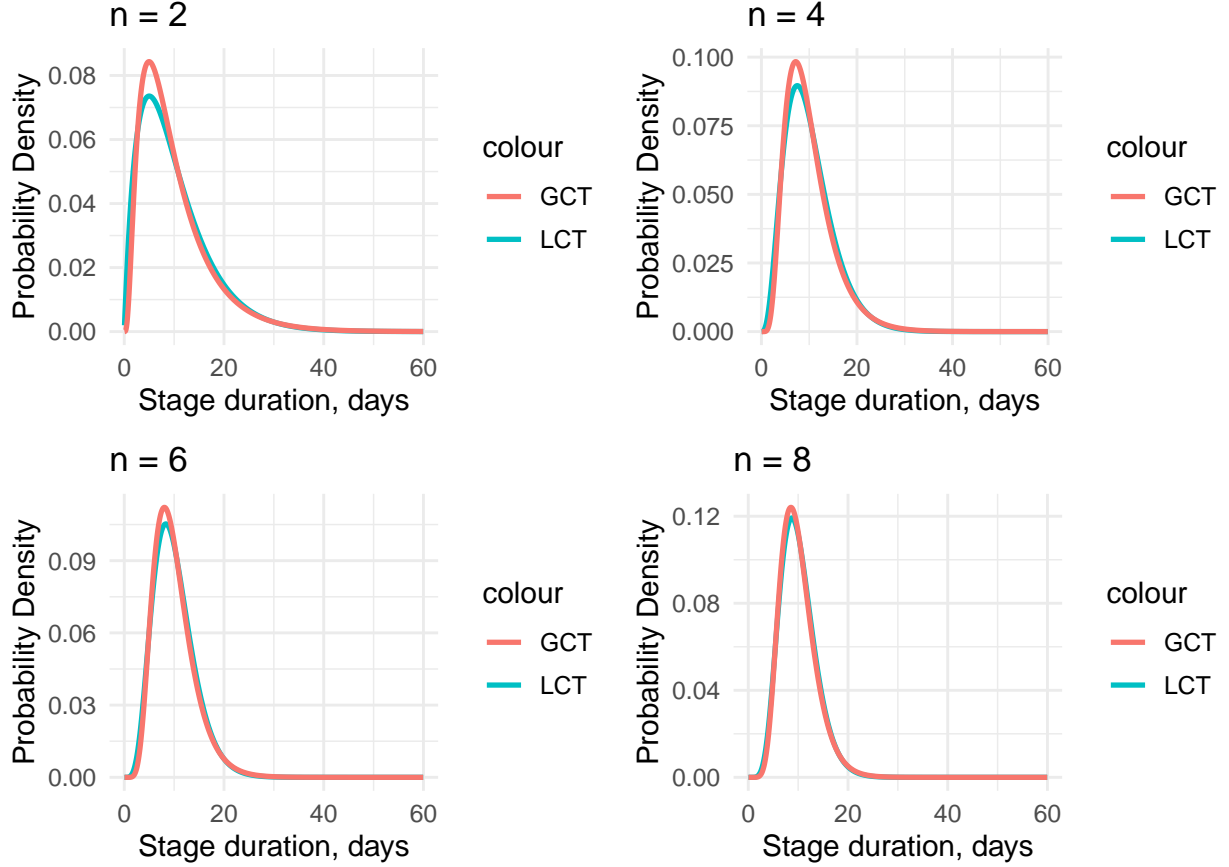 n = 2
Probability Density
0.08
0.06
0.04
0.02
0.00
0 20 40 60
Stage duration, days
colour
GCT
LCT
n = 4
Probability Density
0.100
0.075
0.050
0.025
0.000
0 20 40 60
Stage duration, days
colour
GCT
LCT
n = 6
Probability Density
0.09
0.06
0.03
0.00
0 20 40 60
Stage duration, days
colour
GCT
LCT
n = 8
Probability Density
0.12
0.08
0.04
0.00
0 20 40 60
Stage duration, days
colour
GCT
LCT